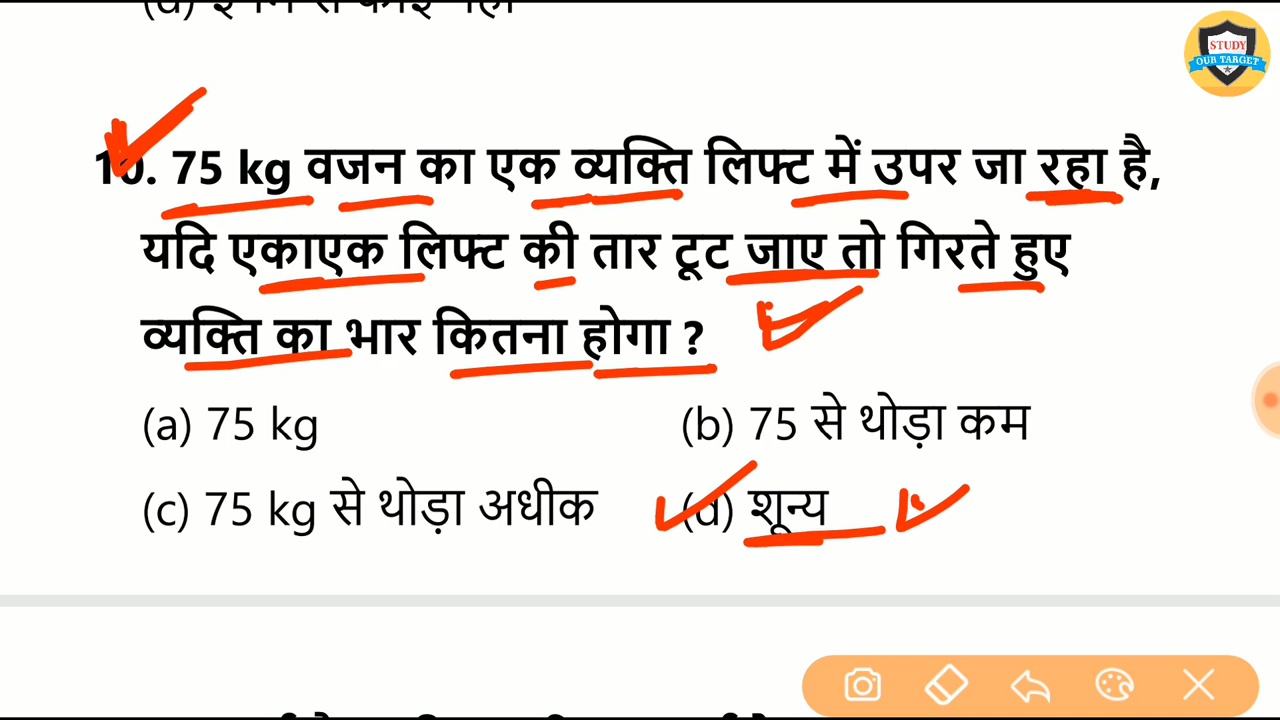 STUDY
OUR TARGET
10. 75 kg वजन का एक व्यक्ति लिफ्ट में उपर जा रहा है,
यदि एकाएक लिफ्ट की तार टूट जाए तो गिरते हुए
व्यक्ति का भार कितना होगा ?
(a) 75 kg (b) 75 से थोड़ा कम
(c) 75 kg से थोड़ा अधीक (d) शून्य